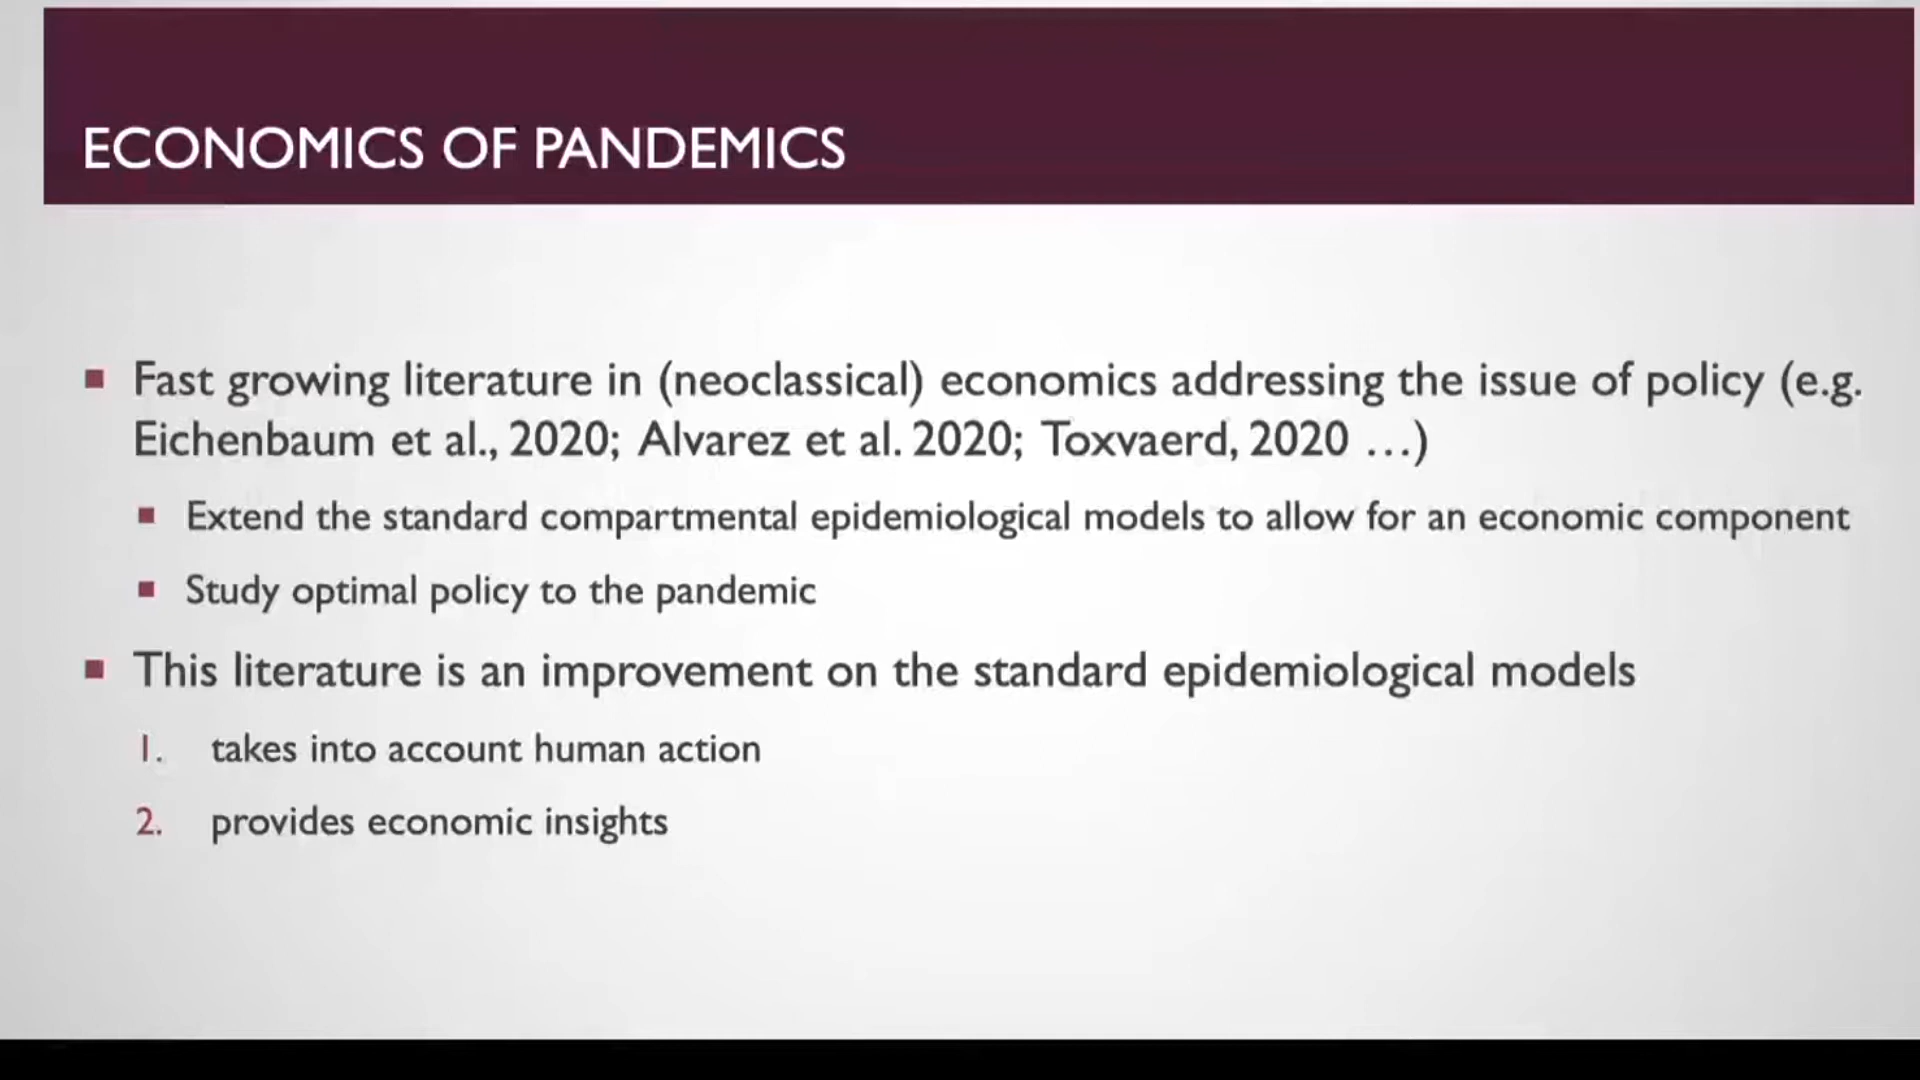 ECONOMICS OF PANDEMICS
▪ Fast growing literature in (neoclassical) economics addressing the issue of policy (e.g.
Eichenbaum et al., 2020; Alvarez et al. 2020; Toxvaerd, 2020 …)
▪ Extend the standard compartmental epidemiological models to allow for an economic component
▪ Study optimal policy to the pandemic
▪ This literature is an improvement on the standard epidemiological models
1. takes into account human action
2. provides economic insights